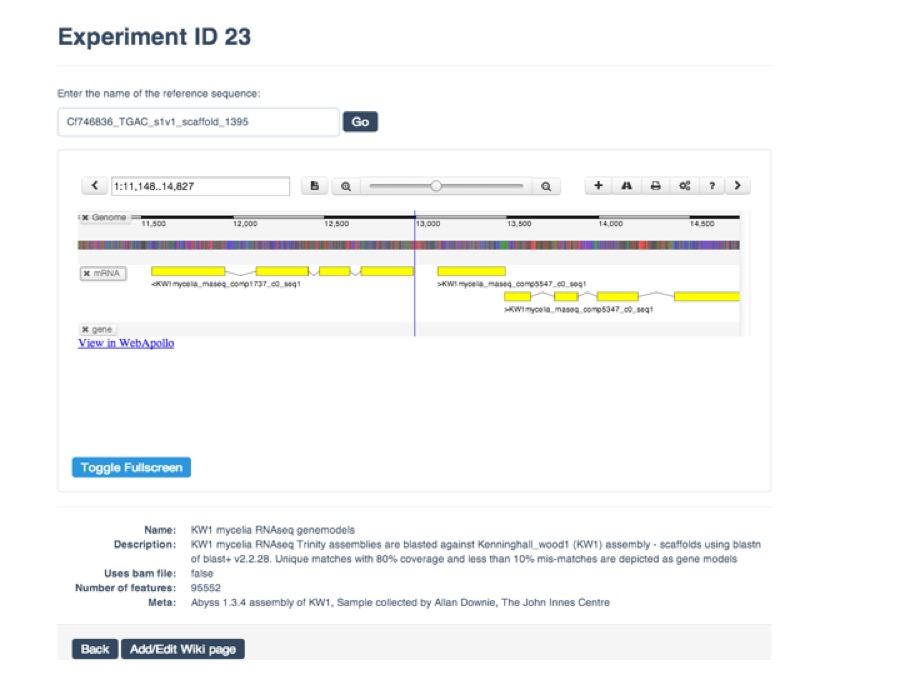 Experiment ID 23
Enter the name of the reference sequence:
Cf746836_TGAC_s1v1_scaffold_1395 Go
1:11,148..14,827 + ?
Genome 11,500 12,000 12,500 13,000 13,500 14,000 14,500
mRNA
<KW1mycelia_rnaseq_comp1737_c0_seq1 >KW1mycelia_rnaseq_comp5547_c0_seq1
>KW1mycelia_rnaseq_comp5347_c0_seq1
gene
View in WebApollo
Toggle Fullscreen
Name: KW1 mycelia RNAseq genemodels
Description: KW1 mycelia RNAseq Trinity assemblies are blasted against Kenninghall_wood1 (KW1) assembly - scaffolds using blastn
of blast+ v2.2.28. Unique matches with 80% coverage and less than 10% mis-matches are depicted as gene models
Uses bam file: false
Number of features: 95552
Meta: Abyss 1.3.4 assembly of KW1, Sample collected by Allan Downie, The John Innes Centre
Back Add/Edit Wiki page